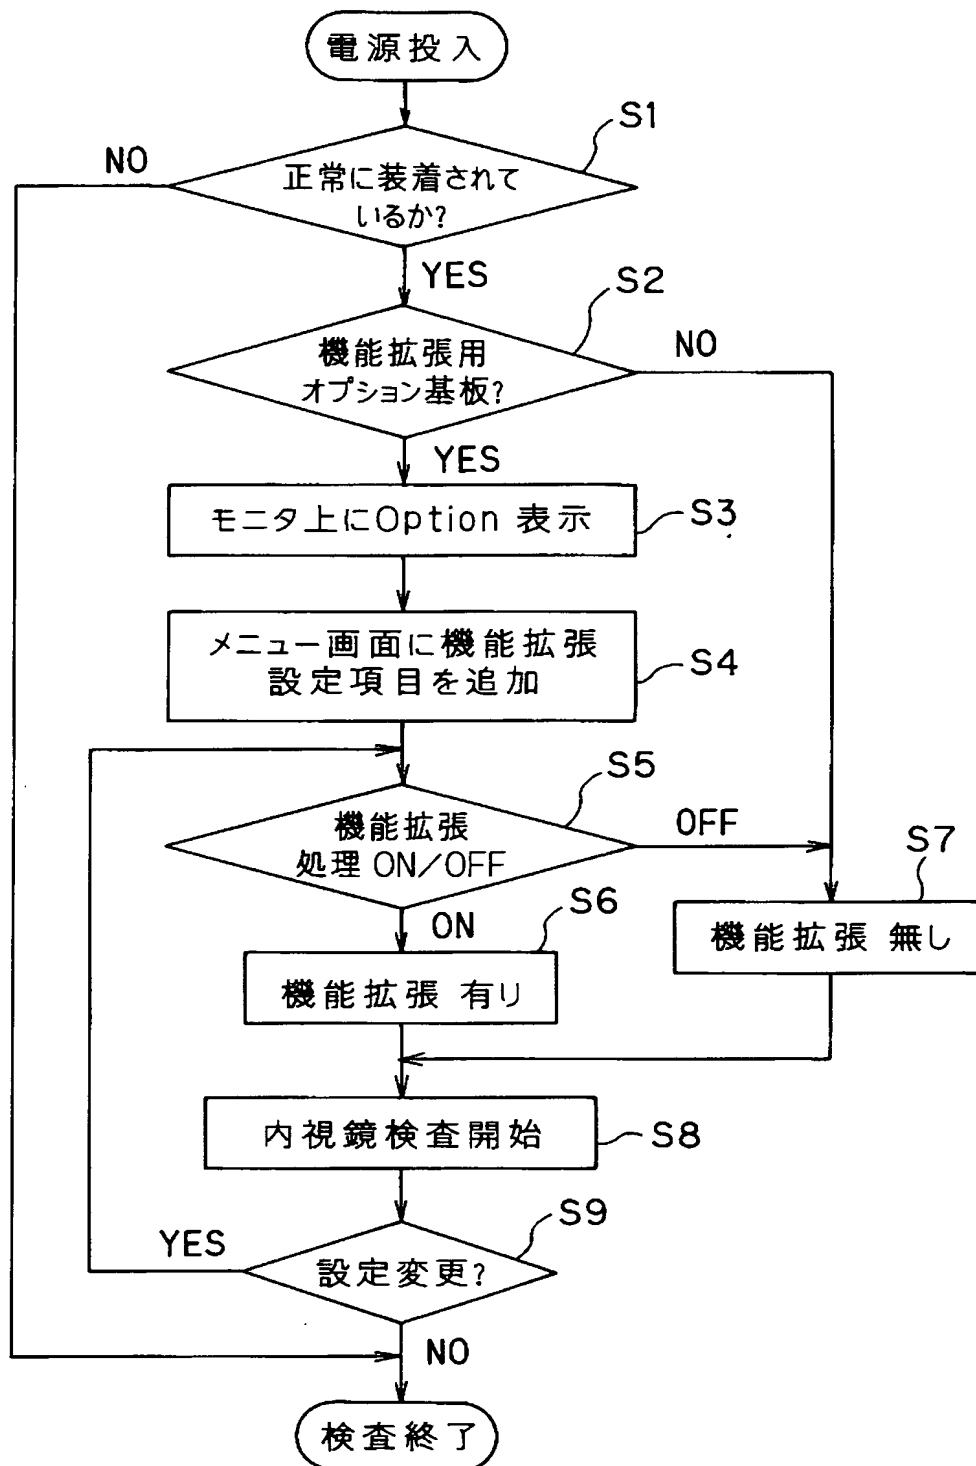 電源投入
S1
NO
正常に装着されて
いるか?
YES
S2
機能拡張用
オプション基板?
NO
YES
モニタ上にOption 表示
S3
メニュー画面に機能拡張
設定項目を追加
S4
S5
機能拡張
処理 ON/OFF
OFF
S7
ON
S6
機能拡張 無し
機能拡張 有り
内視鏡検査開始
S8
S9
YES
設定変更?
NO
検査終了